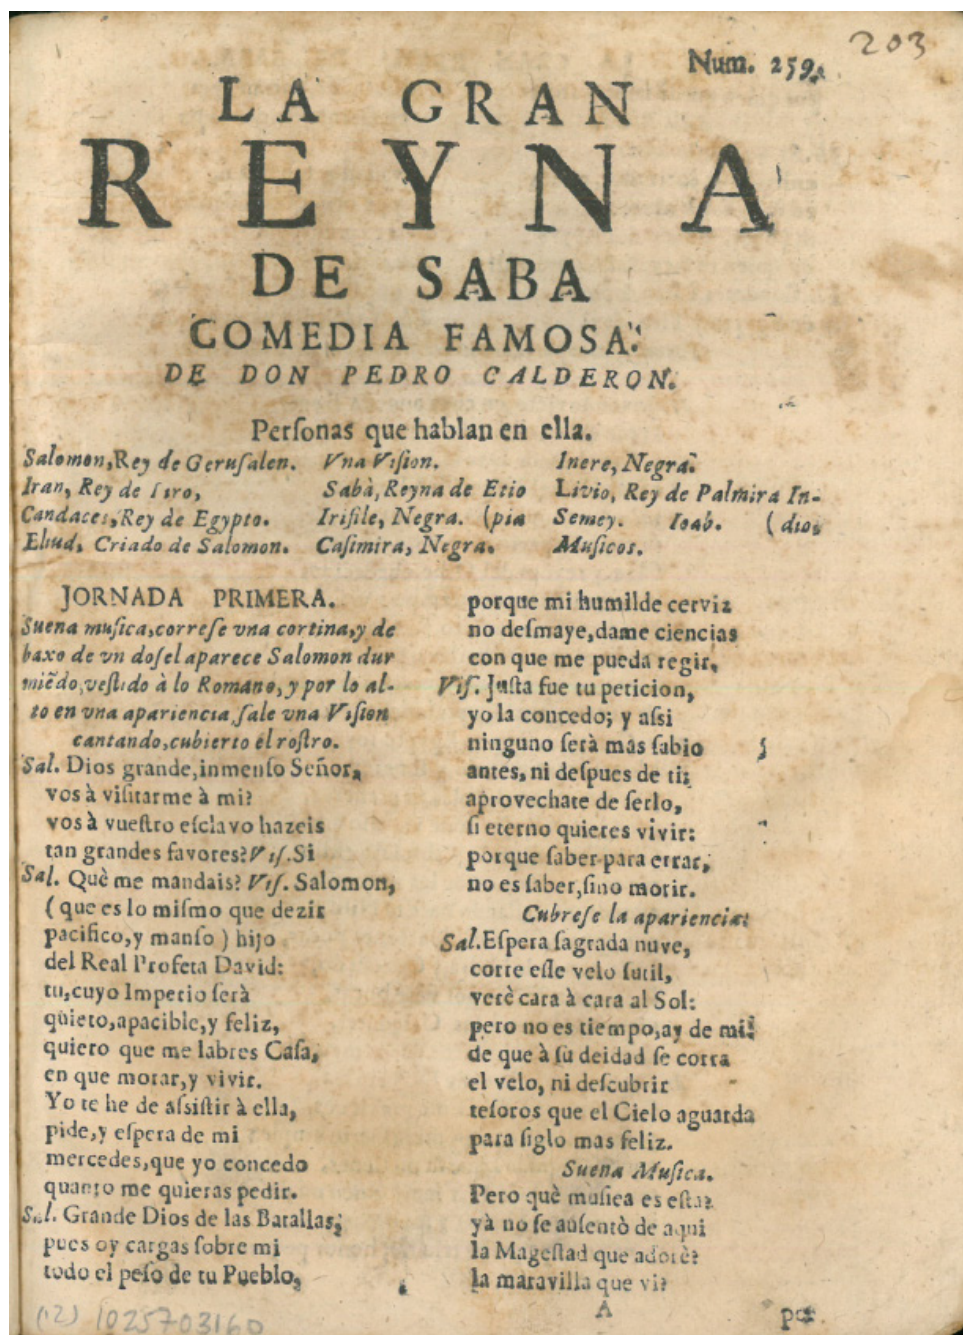 203
Num. 259.
LA GRAN
REYNA
DE SABA
COMEDIA FAMOSA.
DE DON PEDRO CALDERON.
Perſonas que hablan en ella.
Salomon, Rey de Geruſalen. Vna Viſion. Inere, Negra.
Iran, Rey de Tiro, Sabà, Reyna de Etio Livio, Rey de Palmira In-
Candaces, Rey de Egypto. Iriſile, Negra. (pia Semey. Ioab. (dio,
Eliud, Criado de Salomon. Caſimira, Negra. Muſicos.
JORNADA PRIMERA.
Suena muſica, correſe vna cortina, y de
baxo de vn doſel aparece Salomon dur
miẽdo, veſtido à lo Romano, y por lo al-
to en vna apariencia ſale vna Viſion
cantando, cubierto el roſtro.
Sal. Dios grande, inmenſo Señor,
vos à viſitarme à mi?
vos à vueſtro eſclavo hazeis
tan grandes favores? Viſ. Si
Sal. Què me mandais? Viſ. Salomon,
( que es lo miſmo que dezir
pacifico, y manſo ) hijo
del Real Profeta David:
tu, cuyo Imperio ſerà
quieto, apacible, y feliz,
quiero que me labres Caſa,
en que morar, y vivir.
Yo te he de aſsiſtir à ella,
pide, y eſpera de mi
mercedes, que yo concedo
quanto me quieras pedir.
Sal. Grande Dios de las Batallas,
pues oy cargas ſobre mi
todo el peſo de tu Pueblo,
porque mi humilde cerviz
no deſmaye, dame ciencias
con que me pueda regir,
Viſ. Juſta fue tu peticion,
yo la concedo; y aſsi
ninguno ſerà mas ſabio
antes, ni deſpues de ti;
aprovechate de ſerlo,
ſi eterno quieres vivir:
porque ſaber para errar,
no es ſaber, ſino morir.
Cubreſe la apariencia:
Sal. Eſpera ſagrada nuve,
corre eſſe velo ſutil,
verè cara à cara al Sol:
pero no es tiempo, ay de mi!
de que à ſu deidad ſe corra
el velo, ni deſcubrir
teſoros que el Cielo aguarda
para ſiglo mas feliz.
Suena Muſica.
Pero què muſica es eſta?
yà no ſe auſentò de aqui
la Mageſtad que adorè?
la maravilla que vi?
A
por
(12) 1025703160